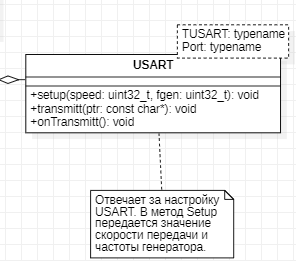 TUSART: typename
Port: typename
USART
+setup(speed: uint32_t, fgen: uint32_t): void
+transmitt(ptr: const char*): void
+onTransmitt(): void
Отвечает за настройку
USART. В метод Setup
передается значение
скорости передачи и
частоты генератора.